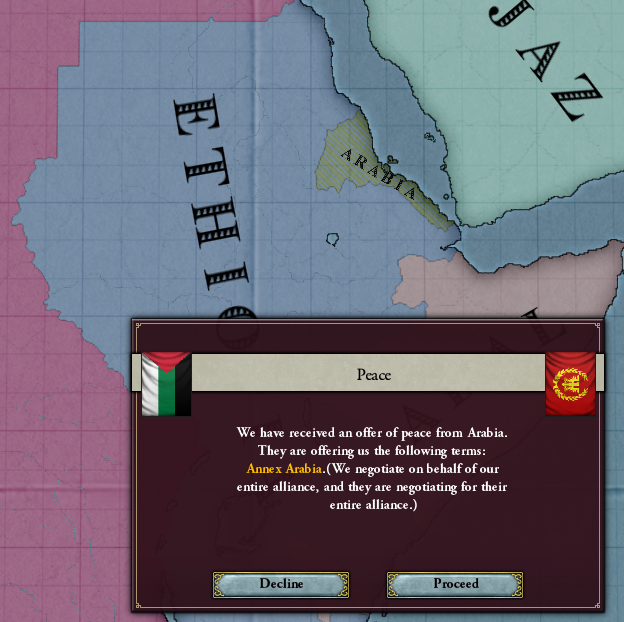 JAZ
ETHIO
ARABIA
Peace
We have received an offer of peace from Arabia.
They are offering us the following terms:
Annex Arabia.(We negotiate on behalf of our
entire alliance, and they are negotiating for their
entire alliance.)
Decline
Proceed